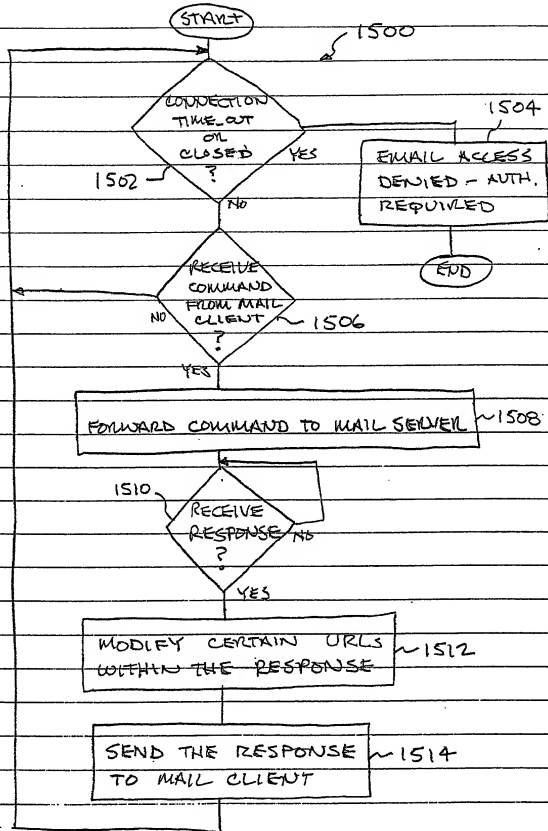 START
1500
CONNECTION
TIME-OUT
OR
CLOSED
?
YES
1502
NO
1504
EMAIL ACCESS
DENIED - AUTH.
REQUIRED
END
RECEIVE
COMMAND
FROM MAIL
CLIENT
?
NO
1506
YES
FORWARD COMMAND TO MAIL SERVER
1508
1510
RECEIVE
RESPONSE
?
NO
YES
MODIFY CERTAIN URLS
WITHIN THE RESPONSE
1512
SEND THE RESPONSE
TO MAIL CLIENT
1514